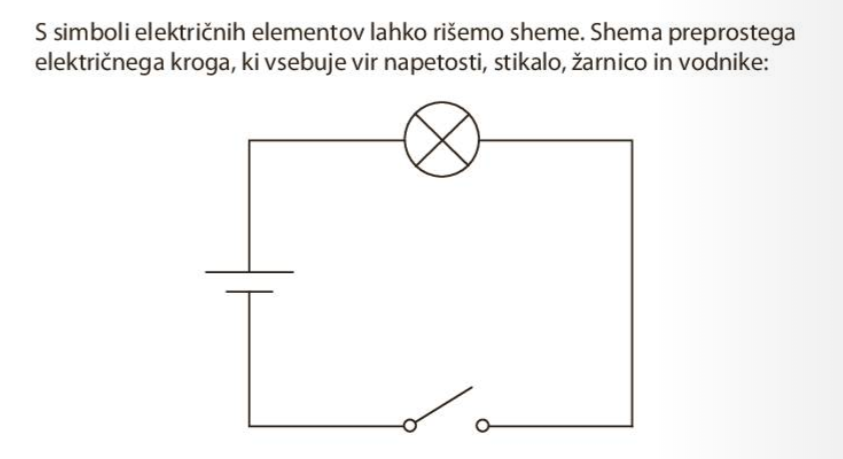 S simboli električnih elementov lahko rišemo sheme. Shema preprostega
električnega kroga, ki vsebuje vir napetosti, stikalo, žarnico in vodnike: